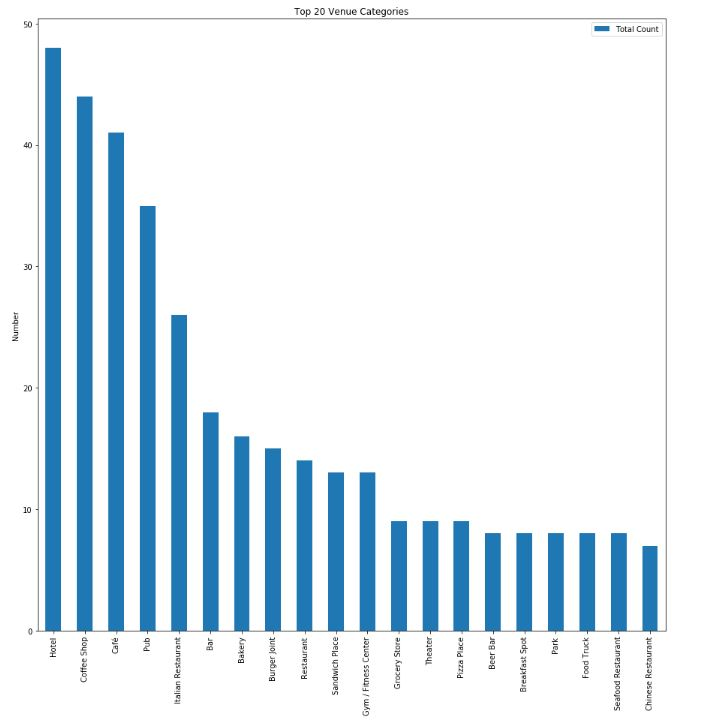 Top 20 Venue Categories
Total Count
50
40
30
20
10
0
Number
Hotel
Coffee Shop
Café
Pub
Italian Restaurant
Bar
Bakery
Burger Joint
Restaurant
Sandwich Place
Gym / Fitness Center
Grocery Store
Theater
Pizza Place
Beer Bar
Breakfast Spot
Park
Food Truck
Seafood Restaurant
Chinese Restaurant